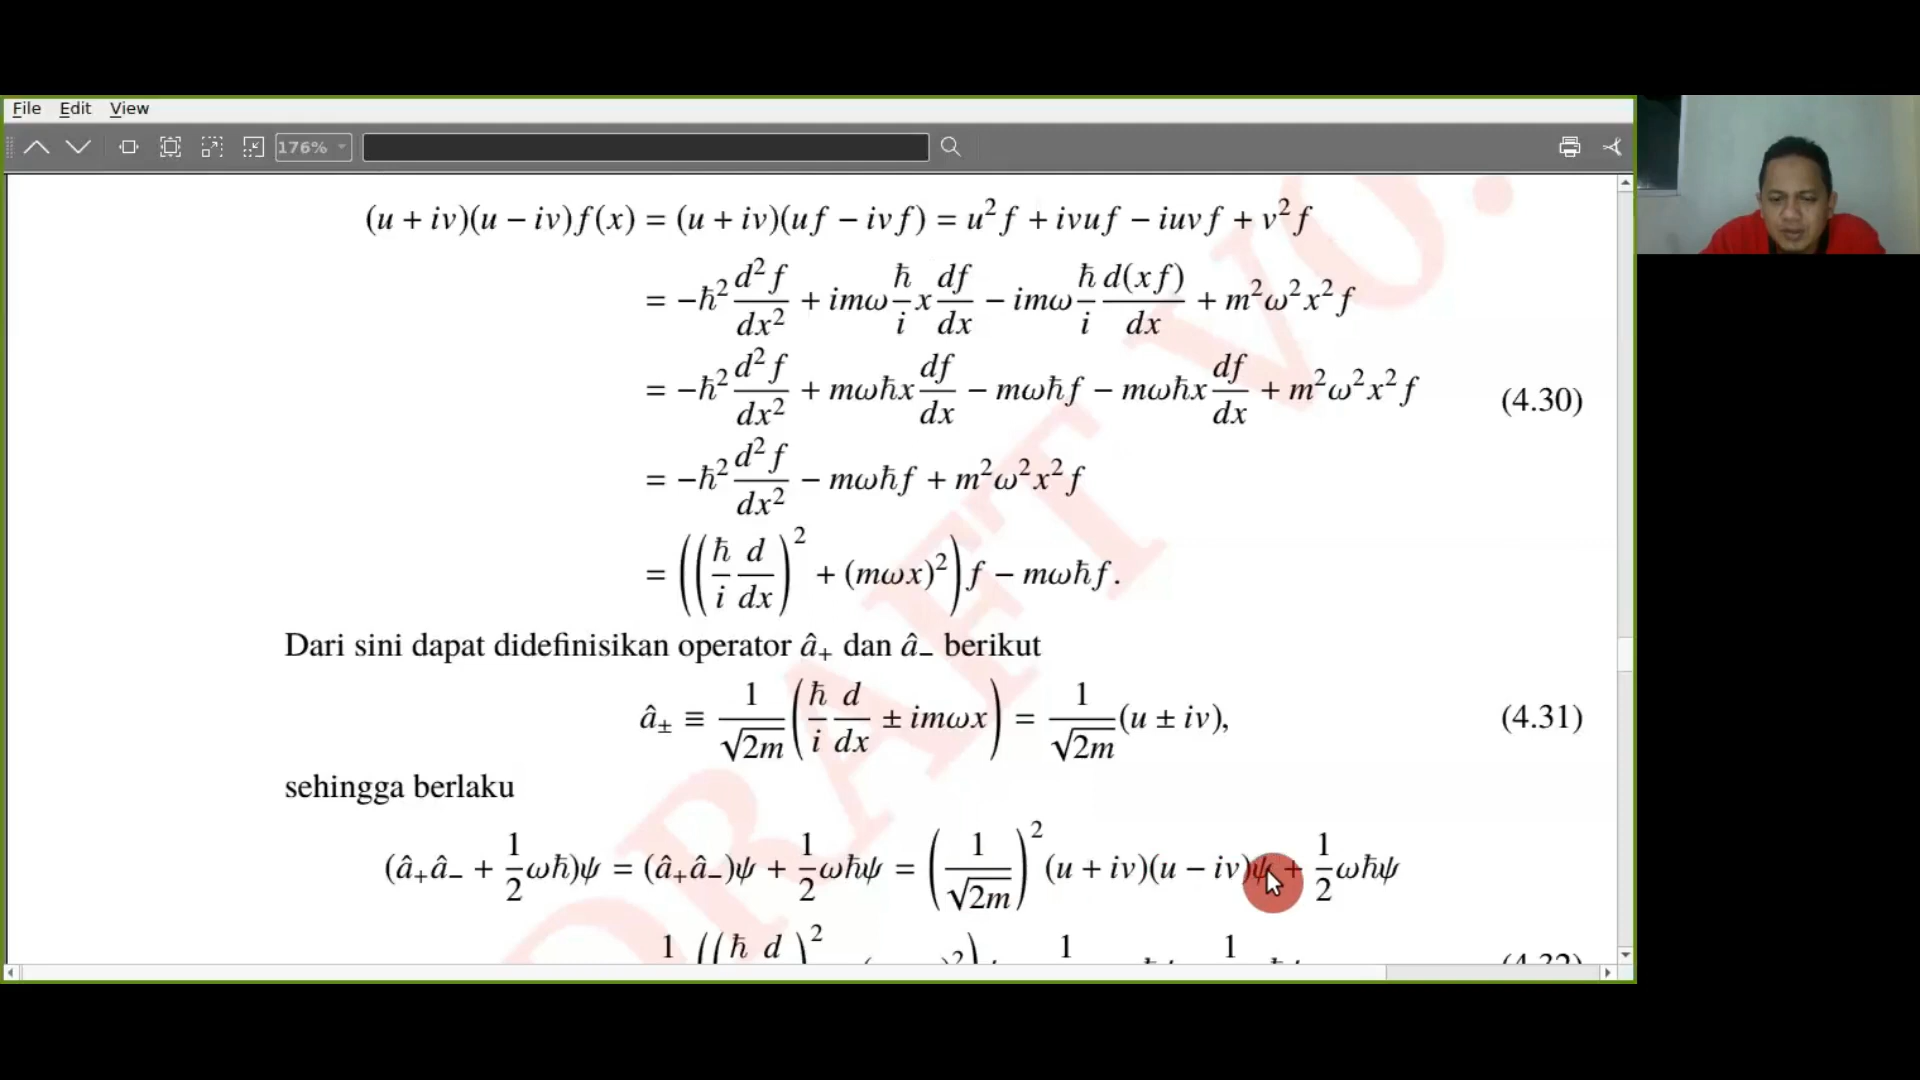 File Edit View
176%
(u + iv)(u − iv)f(x) = (u + iv)(uf − ivf) = u²f + ivuf − iuvf + v²f
= −ħ² d²f/dx² + imω ħ/i x df/dx − imω ħ/i d(xf)/dx + m²ω²x²f
= −ħ² d²f/dx² + mωħx df/dx − mωħf − mωħx df/dx + m²ω²x²f (4.30)
= −ħ² d²f/dx² − mωħf + m²ω²x²f
= ((ħ/i d/dx)² + (mωx)²) f − mωħf.
Dari sini dapat didefinisikan operator â₊ dan â₋ berikut
â± ≡ 1/√2m (ħ/i d/dx ± imωx) = 1/√2m (u ± iv), (4.31)
sehingga berlaku
(â₊â₋ + 1/2 ωħ)ψ = (â₊â₋)ψ + 1/2 ωħψ = (1/√2m)² (u + iv)(u − iv)ψ + 1/2 ωħψ
DRAFT V0.